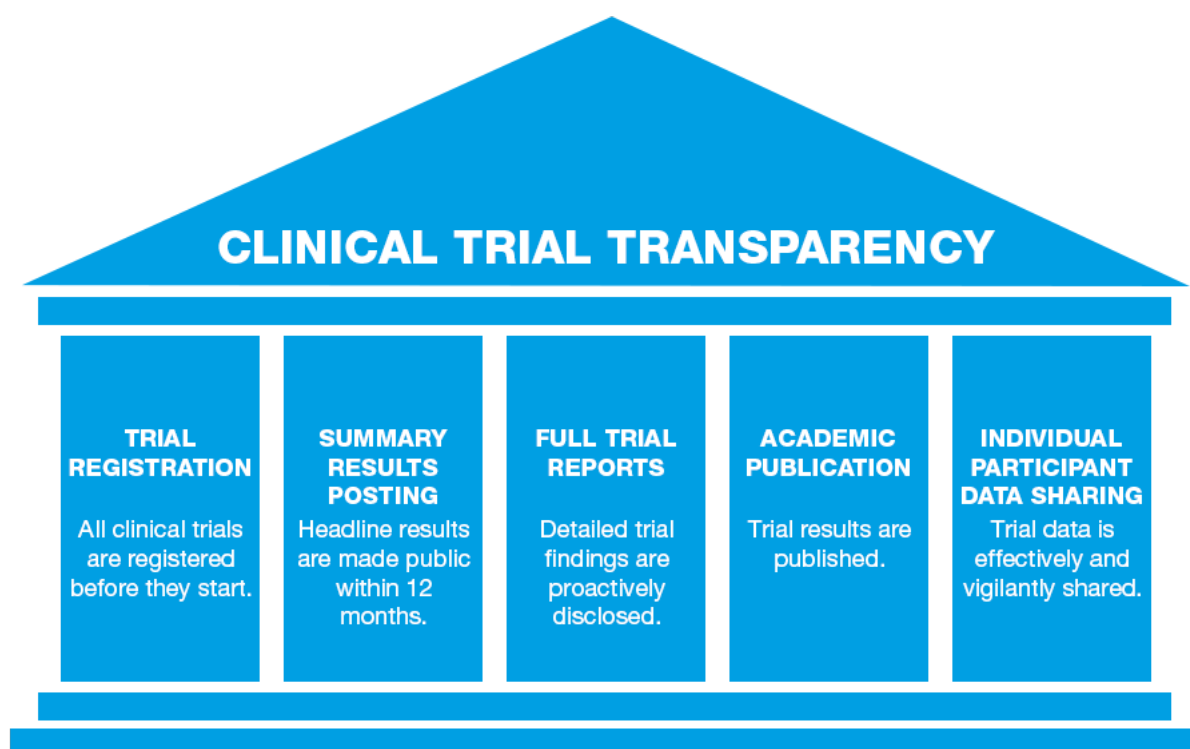 CLINICAL TRIAL TRANSPARENCY
TRIAL
REGISTRATION
All clinical trials
are registered
before they start.
SUMMARY
RESULTS
POSTING
Headline results
are made public
within 12
months.
FULL TRIAL
REPORTS
Detailed trial
findings are
proactively
disclosed.
ACADEMIC
PUBLICATION
Trial results are
published.
INDIVIDUAL
PARTICIPANT
DATA SHARING
Trial data is
effectively and
vigilantly shared.